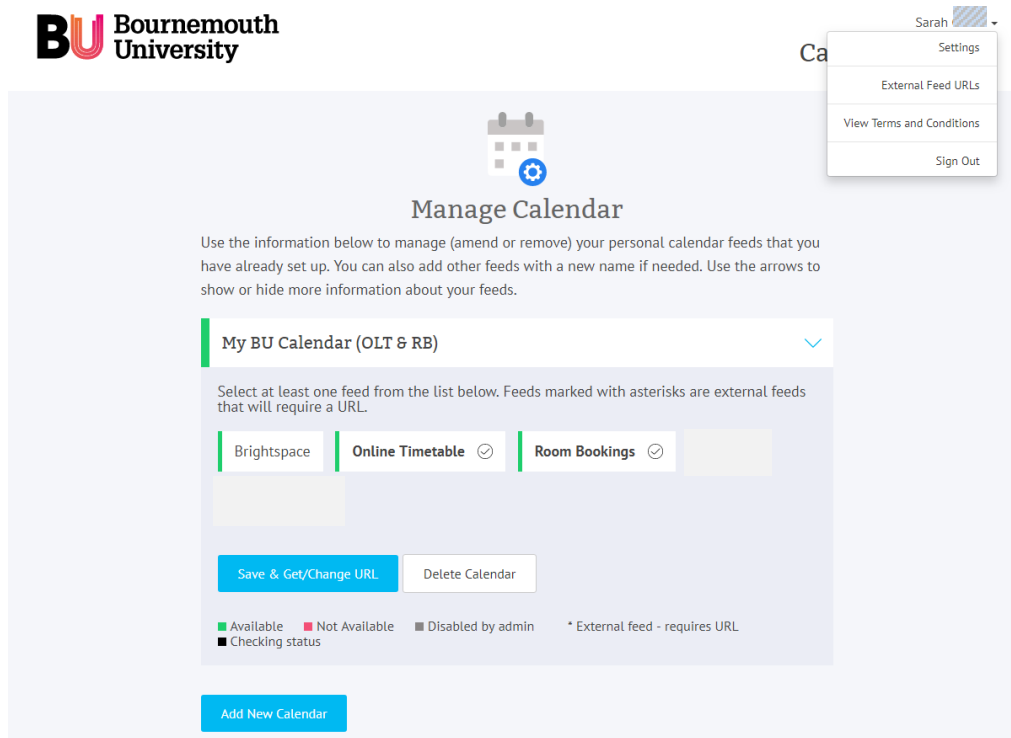 BU Bournemouth
University
Sarah
Ca
Settings
External Feed URLs
View Terms and Conditions
Sign Out
Manage Calendar
Use the information below to manage (amend or remove) your personal calendar feeds that you
have already set up. You can also add other feeds with a new name if needed. Use the arrows to
show or hide more information about your feeds.
My BU Calendar (OLT & RB)
Select at least one feed from the list below. Feeds marked with asterisks are external feeds
that will require a URL.
Brightspace Online Timetable Room Bookings
Save & Get/Change URL Delete Calendar
Available Not Available Disabled by admin * External feed - requires URL
Checking status
Add New Calendar